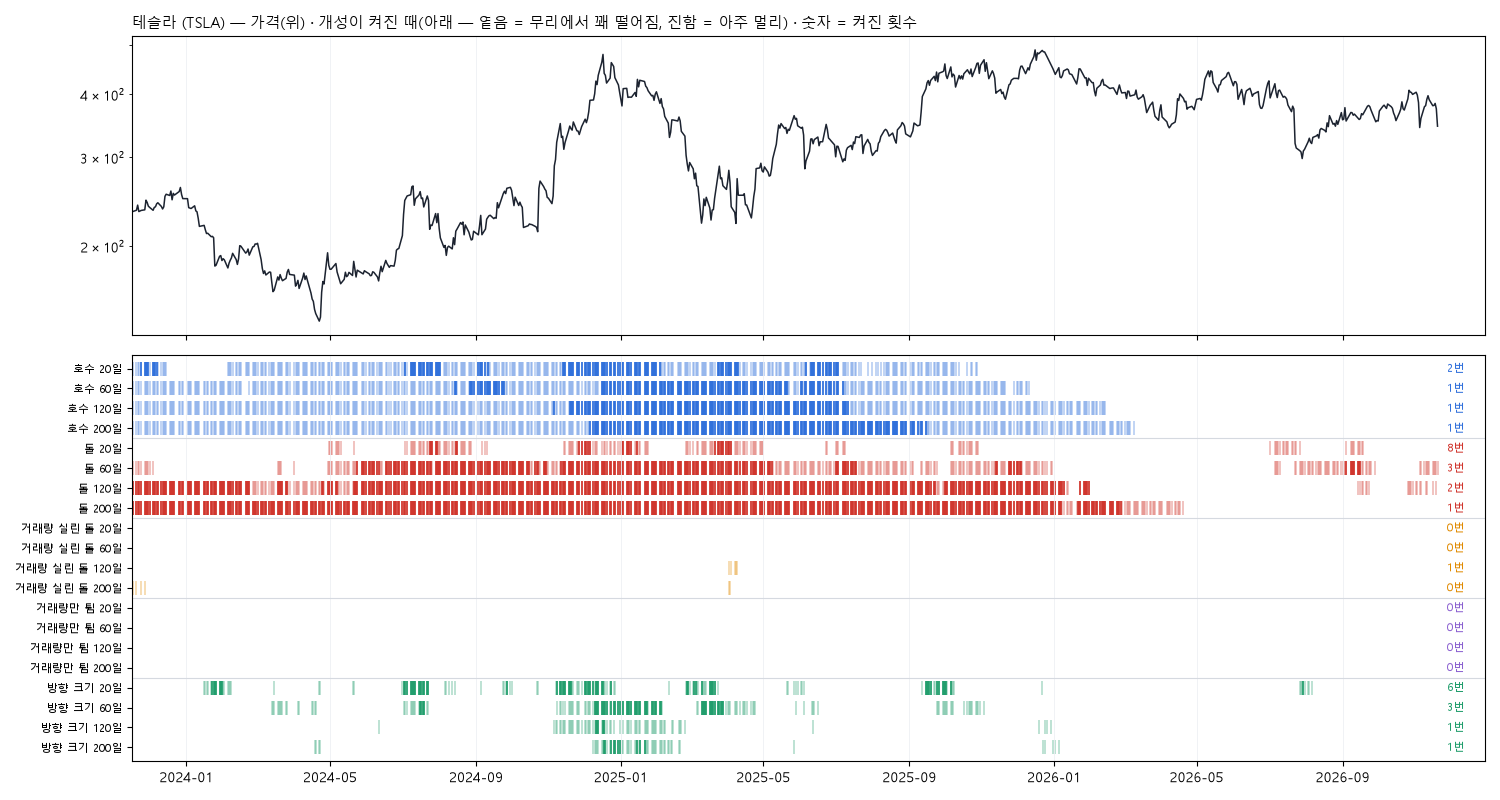 테슬라 (TSLA) — 가격(위) · 개성이 켜진 때(아래 — 옅음 = 무리에서 꽤 떨어짐, 진함 = 아주 멀리) · 숫자 = 켜진 횟수
4 × 10²
3 × 10²
2 × 10²
호수 20일 2번
호수 60일 1번
호수 120일 1번
호수 200일 1번
돌 20일 8번
돌 60일 3번
돌 120일 2번
돌 200일 1번
거래량 실린 돌 20일 0번
거래량 실린 돌 60일 0번
거래량 실린 돌 120일 1번
거래량 실린 돌 200일 0번
거래량만 튐 20일 0번
거래량만 튐 60일 0번
거래량만 튐 120일 0번
거래량만 튐 200일 0번
방향 크기 20일 6번
방향 크기 60일 3번
방향 크기 120일 1번
방향 크기 200일 1번
2024-01 2024-05 2024-09 2025-01 2025-05 2025-09 2026-01 2026-05 2026-09